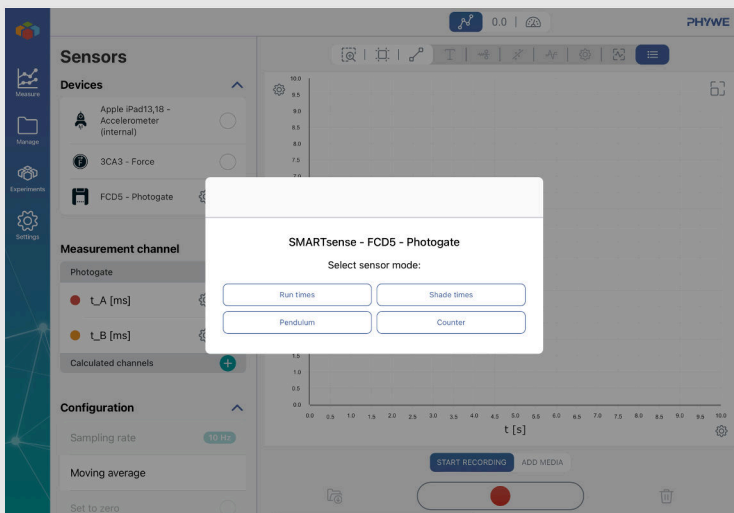 0.0
PHYWE
Sensors
Devices
Apple iPad13,18 -
Accelerometer
(internal)
3CA3 - Force
FCD5 - Photogate
Measure
Manage
Experiments
Settings
Measurement channel
Photogate
t_A [ms]
t_B [ms]
Calculated channels
Configuration
Sampling rate
10 Hz
Moving average
Set to zero
10.0
9.5
9.0
8.5
8.0
7.5
7.0
SMARTsense - FCD5 - Photogate
Select sensor mode:
Run times
Shade times
Pendulum
Counter
1.5
1.0
0.5
0.0
0.0 0.5 1.0 1.5 2.0 2.5 3.0 3.5 4.0 4.5 5.0 5.5 6.0 6.5 7.0 7.5 8.0 8.5 9.0 9.5 10.0
t [s]
START RECORDING ADD MEDIA